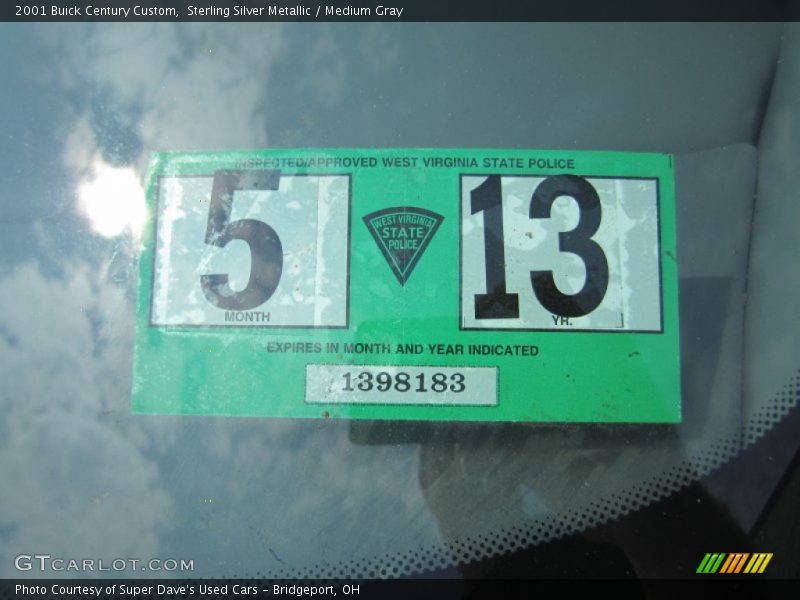 2001 Buick Century Custom, Sterling Silver Metallic / Medium Gray
INSPECTED/APPROVED WEST VIRGINIA STATE POLICE
5
MONTH
WEST VIRGINIA
STATE
POLICE
13
YR.
EXPIRES IN MONTH AND YEAR INDICATED
1398183
GTCARLOT.COM
Photo Courtesy of Super Dave's Used Cars - Bridgeport, OH